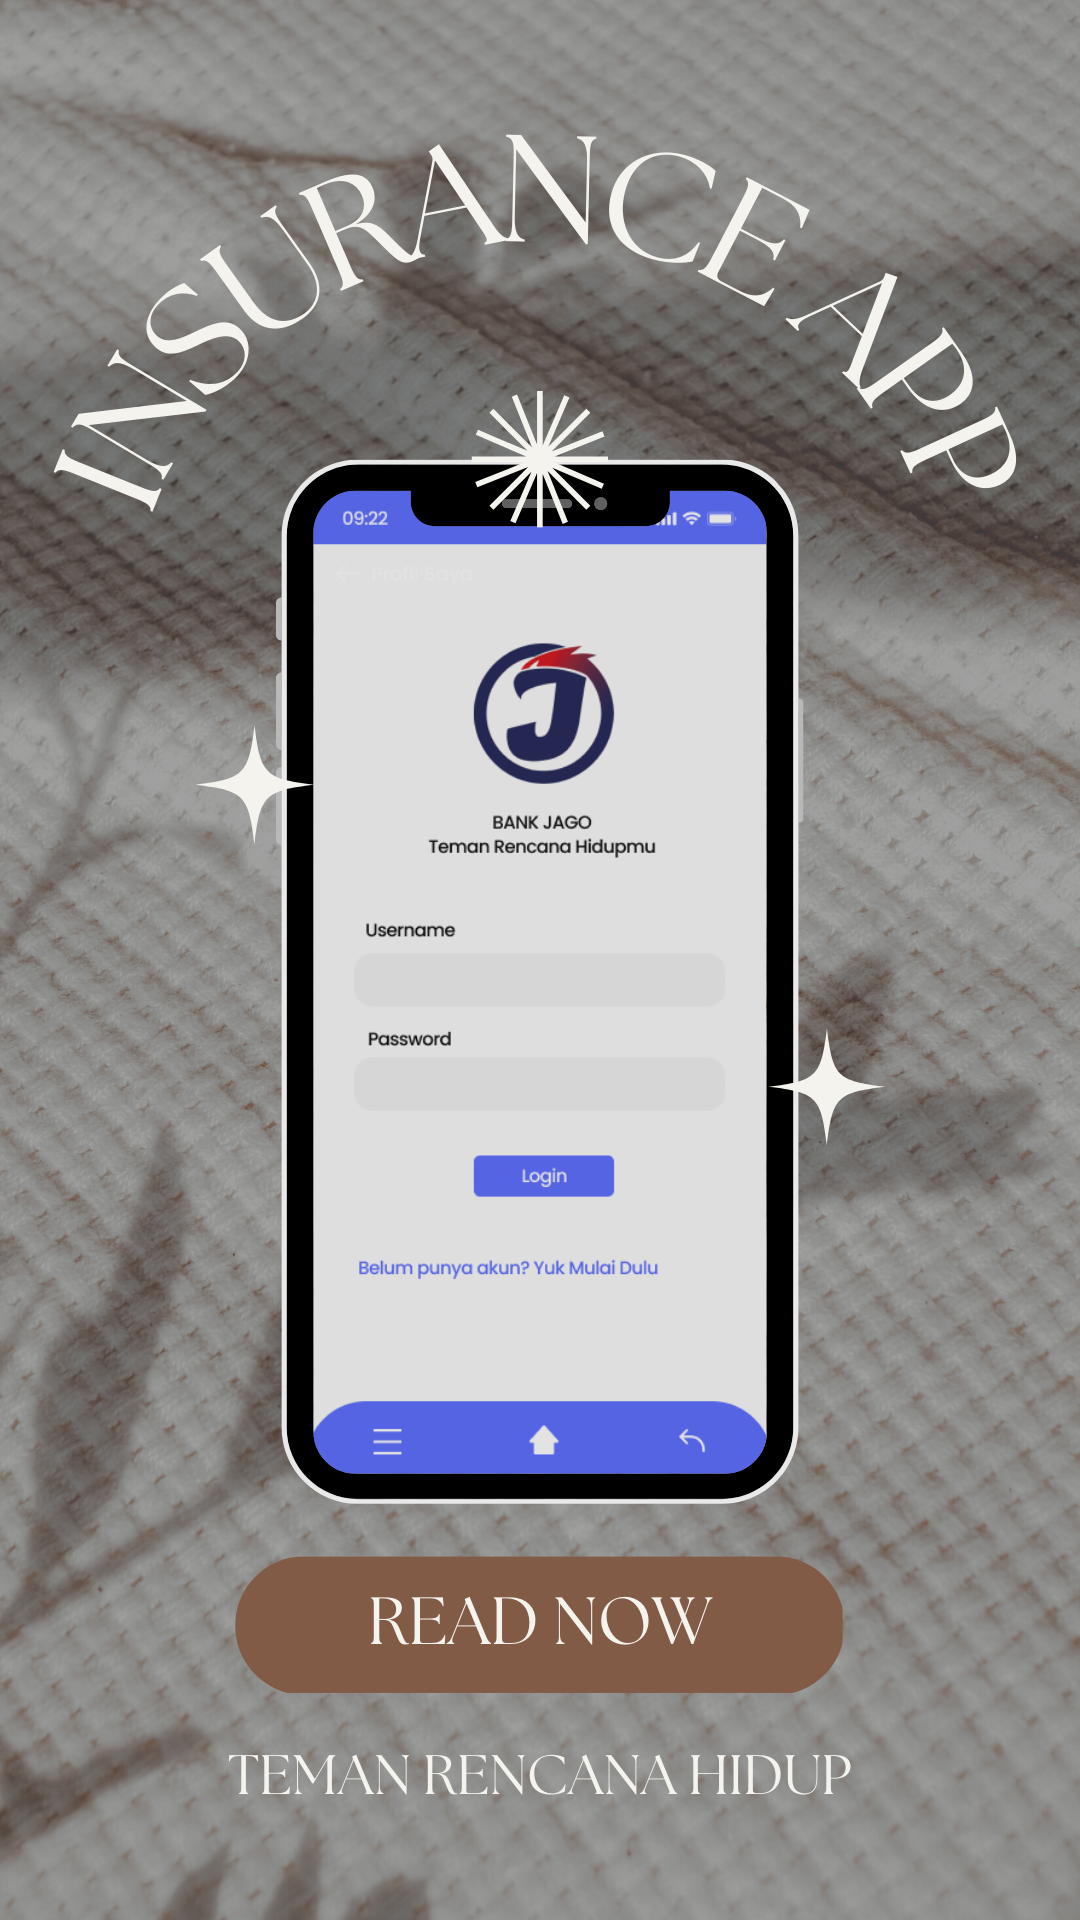 INSURANCE APP
09:22
Profil Saya
J
BANK JAGO
Teman Rencana Hidupmu
Username
Password
Login
Belum punya akun? Yuk Mulai Dulu
READ NOW
TEMAN RENCANA HIDUP